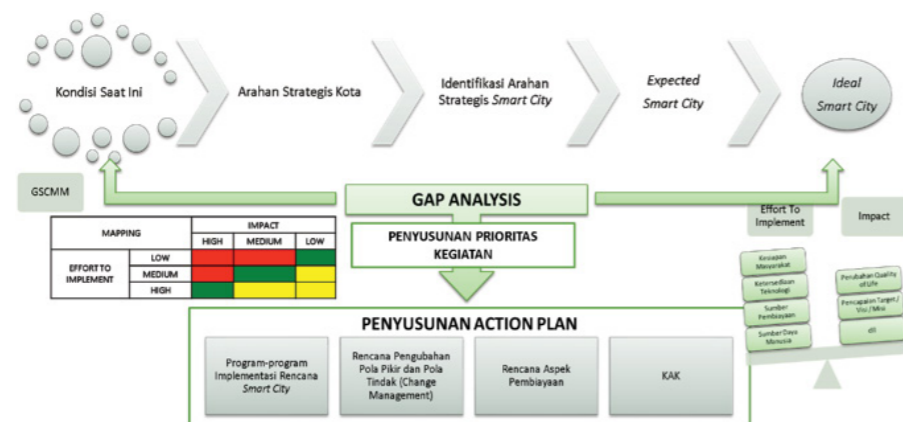 Kondisi Saat Ini
Arahan Strategis Kota
Identifikasi Arahan
Strategis Smart City
Expected
Smart City
Ideal
Smart City
GSCMM
GAP ANALYSIS
PENYUSUNAN PRIORITAS
KEGIATAN
MAPPING
IMPACT
HIGH
MEDIUM
LOW
EFFORT TO
IMPLEMENT
LOW
MEDIUM
HIGH
Effort To
Implement
Impact
Kesiapan
Masyarakat
Ketersediaan
Teknologi
Sumber
Pembiayaan
Sumber Daya
Manusia
Perubahan Quality
of Life
Pencapaian Target /
Visi / Misi
dll
PENYUSUNAN ACTION PLAN
Program-program
Implementasi Rencana
Smart City
Rencana Pengubahan
Pola Pikir dan Pola
Tindak (Change
Management)
Rencana Aspek
Pembiayaan
KAK